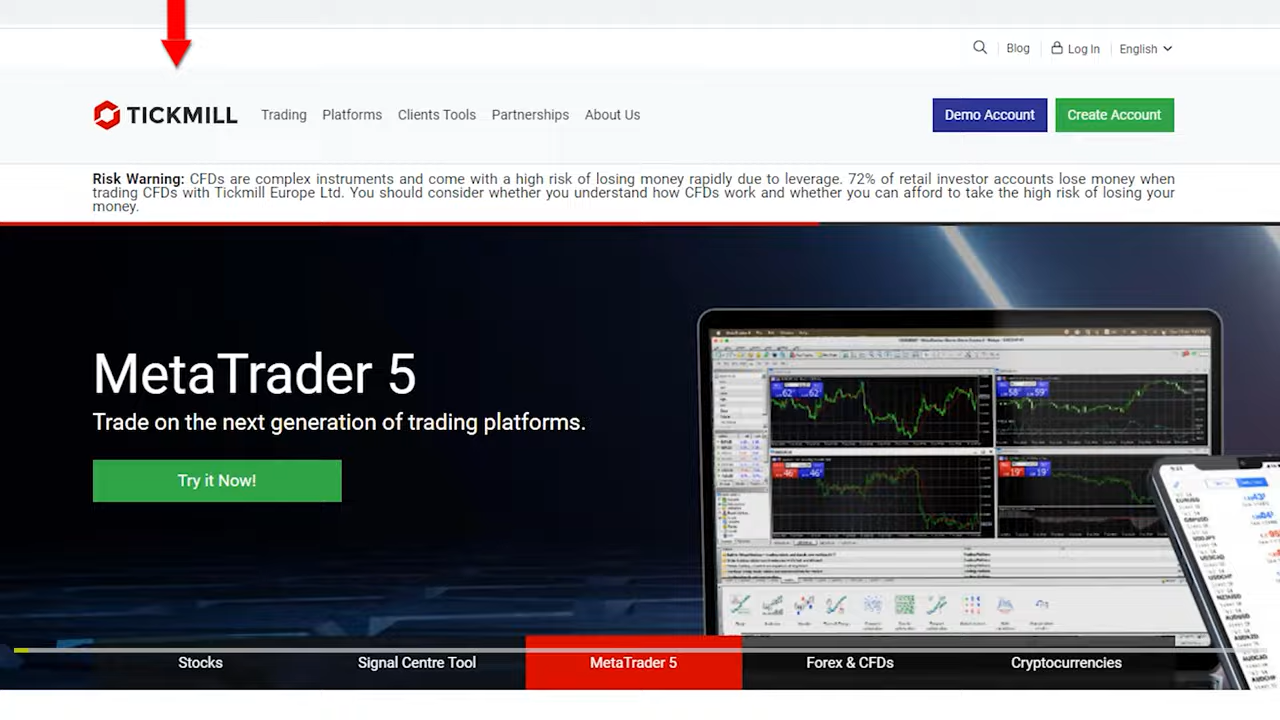 Blog
Log In
English
TICKMILL
Trading
Platforms
Clients Tools
Partnerships
About Us
Demo Account
Create Account
Risk Warning: CFDs are complex instruments and come with a high risk of losing money rapidly due to leverage. 72% of retail investor accounts lose money when
trading CFDs with Tickmill Europe Ltd. You should consider whether you understand how CFDs work and whether you can afford to take the high risk of losing your
money.
MetaTrader 5
Trade on the next generation of trading platforms.
Try it Now!
Stocks
Signal Centre Tool
MetaTrader 5
Forex & CFDs
Cryptocurrencies